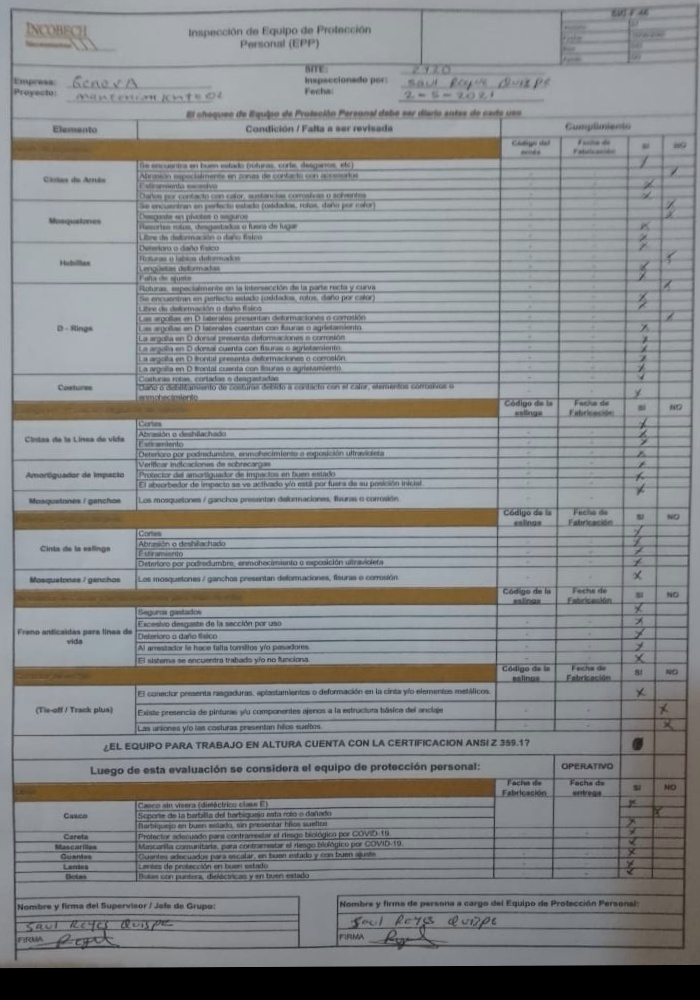 INCOBECH
Inspección de Equipo de Protección
Personal (EPP)
SIG-F-46
SITE: 2120
Empresa: GenovA
Inspeccionado por: Saul Reyes Quispe
Proyecto: mantenimiento
Fecha: 2-5-2021
El chequeo de Equipo de Protección Personal debe ser diario antes de cada uso
Elemento Condición / Falta a ser revisada Cumplimiento
Código del arnés Fecha de Fabricación SI NO
Cintas de Arnés
Se encuentra en buen estado (roturas, corte, desgarros, etc)
Abrasión especialmente en zonas de contacto con accesorios
Estiramiento excesivo
Daños por contacto con calor, sustancias corrosivas o solventes
Mosquetones
Se encuentran en perfecto estado (oxidados, rotos, daño por calor)
Desgaste en pivotes o seguros
Resortes rotos, desgastados o fuera de lugar
Libre de deformación o daño físico
Hebillas
Deterioro o daño físico
deformados
Lengüetas deformadas
Falta de ajuste
D - Rings
Roturas, especialmente en la intersección de la parte recta y curva
Se encuentran en perfecto estado (oxidados, rotos, daño por calor)
Libre de deformación o daño físico
Las argollas en D laterales presentan deformaciones o corrosión
Las argollas en D laterales cuentan con fisuras o agrietamiento.
La argolla en D dorsal presenta deformaciones o corrosión
La argolla en D dorsal cuenta con fisuras o agrietamiento.
La argolla en D frontal presenta deformaciones o corrosión.
La argolla en D frontal cuenta con fisuras o agrietamiento.
Costuras
Costuras rotas, cortadas o desgastadas
Daño o debilitamiento de costuras debido a contacto con el calor, elementos corrosivos o
enmohecimiento
Código de la eslinga Fecha de Fabricación SI NO
Cintas de la Línea de vida
Cortes
Abrasión o deshilachado
Estiramiento
Deterioro por podredumbre, enmohecimiento o exposición ultravioleta
Amortiguador de impacto
Verificar indicaciones de sobrecargas
Protector del amortiguador de impactos en buen estado
El absorbedor de impacto se ve activado y/o está por fuera de su posición inicial.
Mosquetones / ganchos
Los mosquetones / ganchos presentan deformaciones, fisuras o corrosión.
Código de la eslinga Fecha de Fabricación SI NO
Cinta de la eslinga
Cortes
Abrasión o deshilachado
Estiramiento
Deterioro por podredumbre, enmohecimiento o exposición ultravioleta
Mosquetones / ganchos
Los mosquetones / ganchos presentan deformaciones, fisuras o corrosión
Código de la eslinga Fecha de Fabricación SI NO
Freno anticaidas para línea de vida
Seguros gastados
Excesivo desgaste de la sección por uso
Deterioro o daño físico
Al arrestador le hace falta tornillos y/o pasadores.
El sistema se encuentra trabado y/o no funciona.
Código de la eslinga Fecha de Fabricación SI NO
(Tie-off / Track plus)
El conector presenta rasgaduras, aplastamientos o deformación en la cinta y/o elementos metálicos.
Existe presencia de pinturas y/u componentes ajenos a la estructura básica del anclaje
Las uniones y/o las costuras presentan hilos sueltos.
¿EL EQUIPO PARA TRABAJO EN ALTURA CUENTA CON LA CERTIFICACION ANSI Z 359.1?
Luego de esta evaluación se considera el equipo de protección personal: OPERATIVO
Fecha de Fabricación Fecha de entrega SI NO
Casco
Casco sin visera (dieléctrico clase E)
Soporte de la barbilla del barbiquejo esta roto o dañado
Barbiquejo en buen estado, sin presentar hilos sueltos
Careta Protector adecuado para contrarrestar el riesgo biológico por COVID-19.
Mascarillas Mascarilla comunitaria, para contrarrestar el riesgo biológico por COVID-19.
Guantes Guantes adecuados para escalar, en buen estado y con buen ajuste
Lentes Lentes de protección en buen estado
Botas Botas con puntera, dieléctricas y en buen estado
Nombre y firma del Supervisor / Jefe de Grupo:
Nombre y firma de persona a cargo del Equipo de Protección Personal:
Saul Reyes Quispe
Saul Reyes Quispe
FIRMA
FIRMA